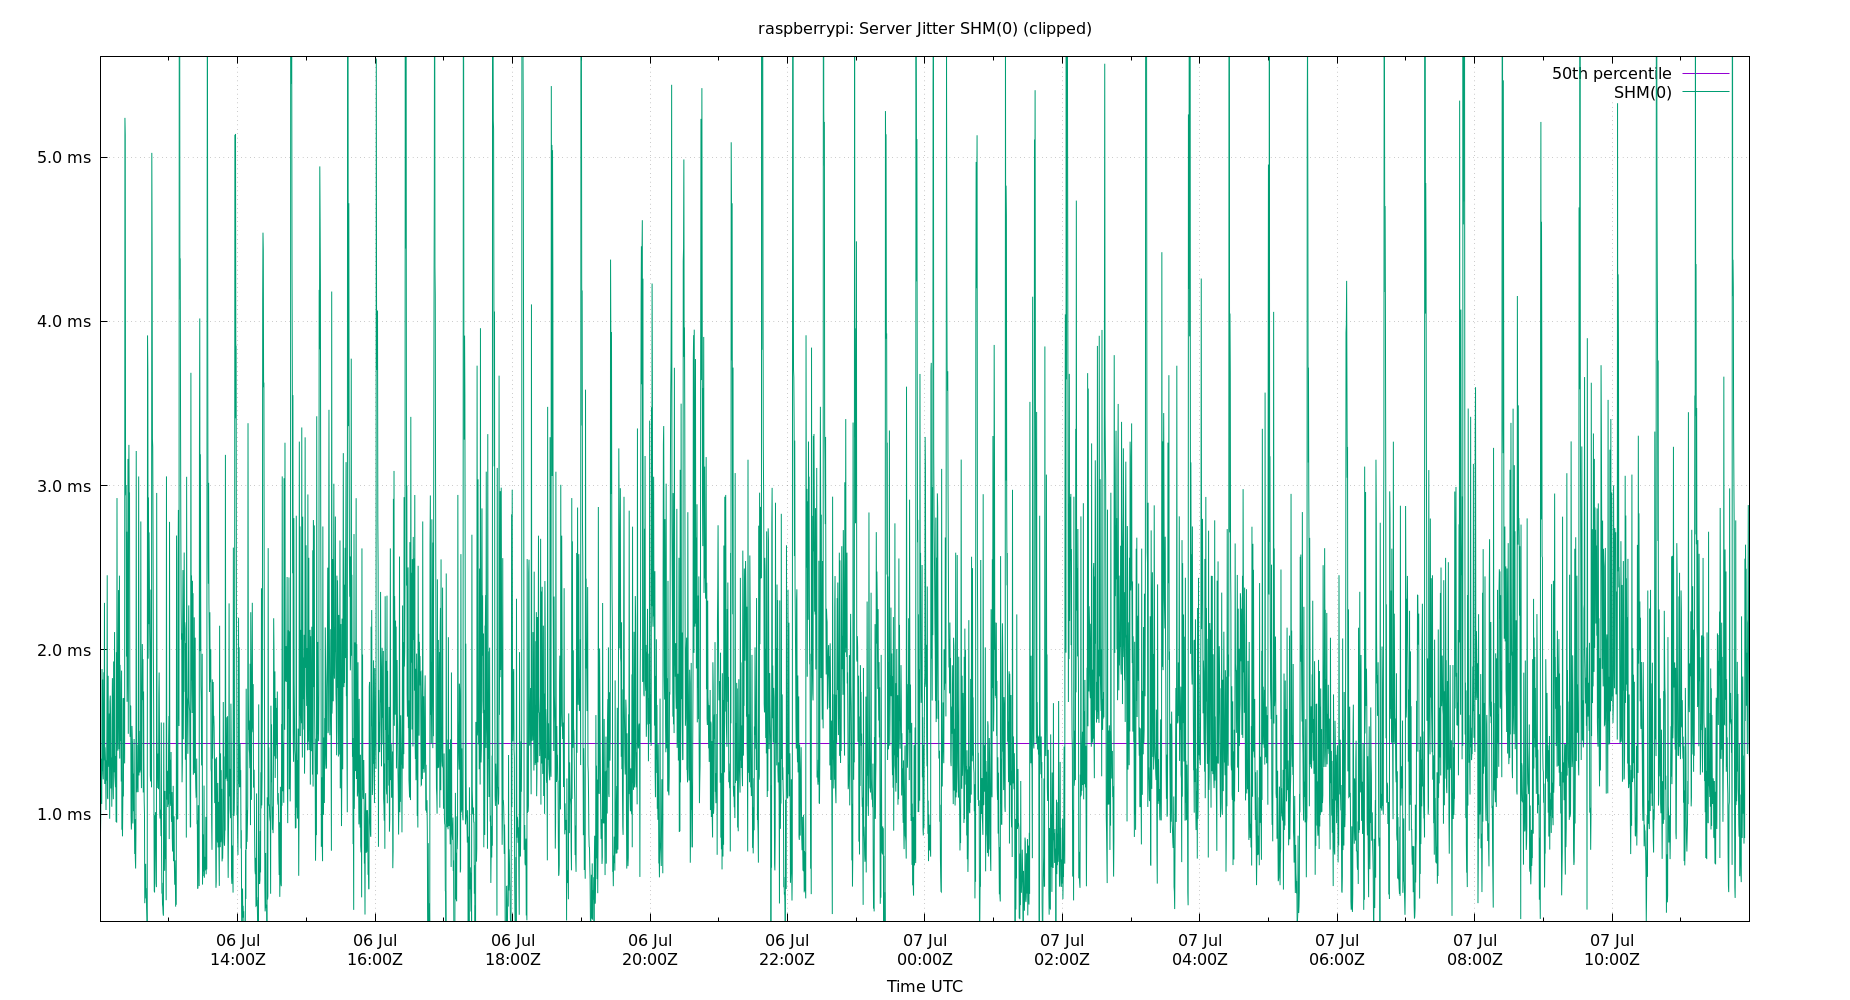 raspberrypi: Server Jitter SHM(0) (clipped)
50th percentile
SHM(0)
5.0 ms
4.0 ms
3.0 ms
2.0 ms
1.0 ms
06 Jul 06 Jul 06 Jul 06 Jul 06 Jul 07 Jul 07 Jul 07 Jul 07 Jul 07 Jul 07 Jul
14:00Z 16:00Z 18:00Z 20:00Z 22:00Z 00:00Z 02:00Z 04:00Z 06:00Z 08:00Z 10:00Z
Time UTC